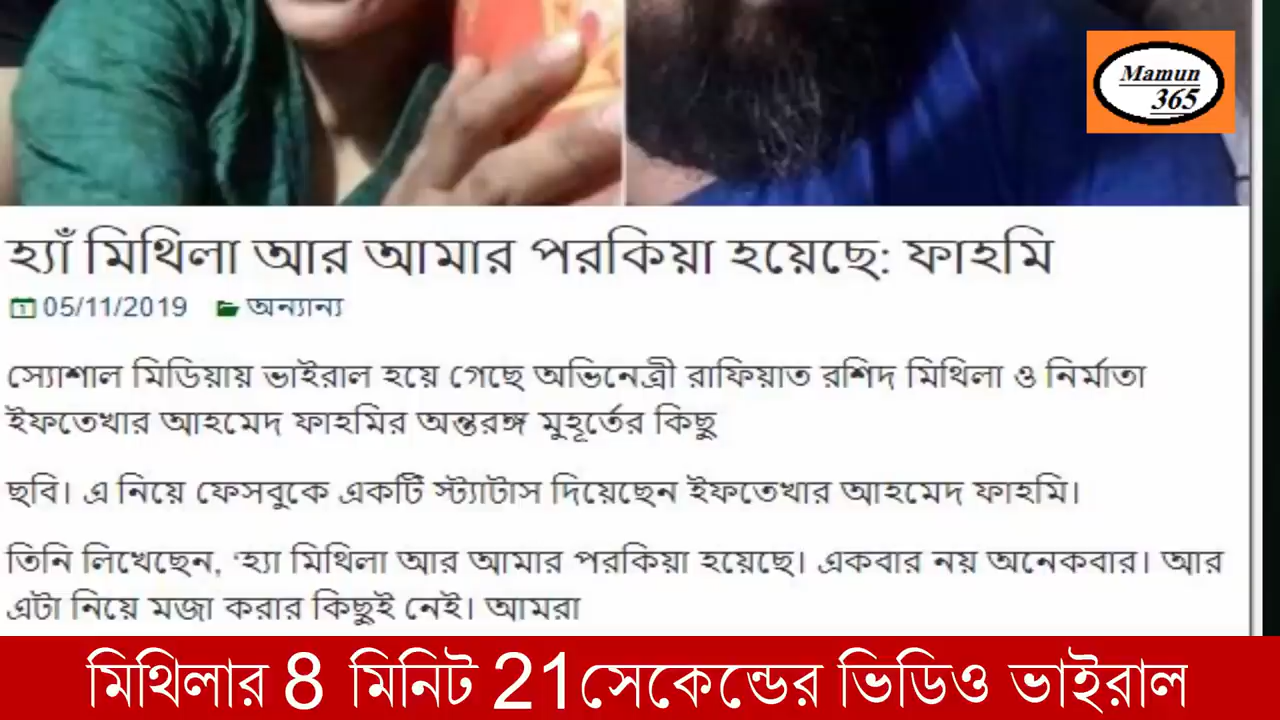 Mamun
365
হ্যাঁ মিথিলা আর আমার পরকিয়া হয়েছে: ফাহমি
05/11/2019 অন্যান্য
স্যোশাল মিডিয়ায় ভাইরাল হয়ে গেছে অভিনেত্রী রাফিয়াত রশিদ মিথিলা ও নির্মাতা
ইফতেখার আহমেদ ফাহমির অন্তরঙ্গ মুহূর্তের কিছু
ছবি। এ নিয়ে ফেসবুকে একটি স্ট্যাটাস দিয়েছেন ইফতেখার আহমেদ ফাহমি।
তিনি লিখেছেন, ‘হ্যা মিথিলা আর আমার পরকিয়া হয়েছে। একবার নয় অনেকবার। আর
এটা নিয়ে মজা করার কিছুই নেই। আমরা
মিথিলার 8 মিনিট 21সেকেন্ডের ভিডিও ভাইরাল